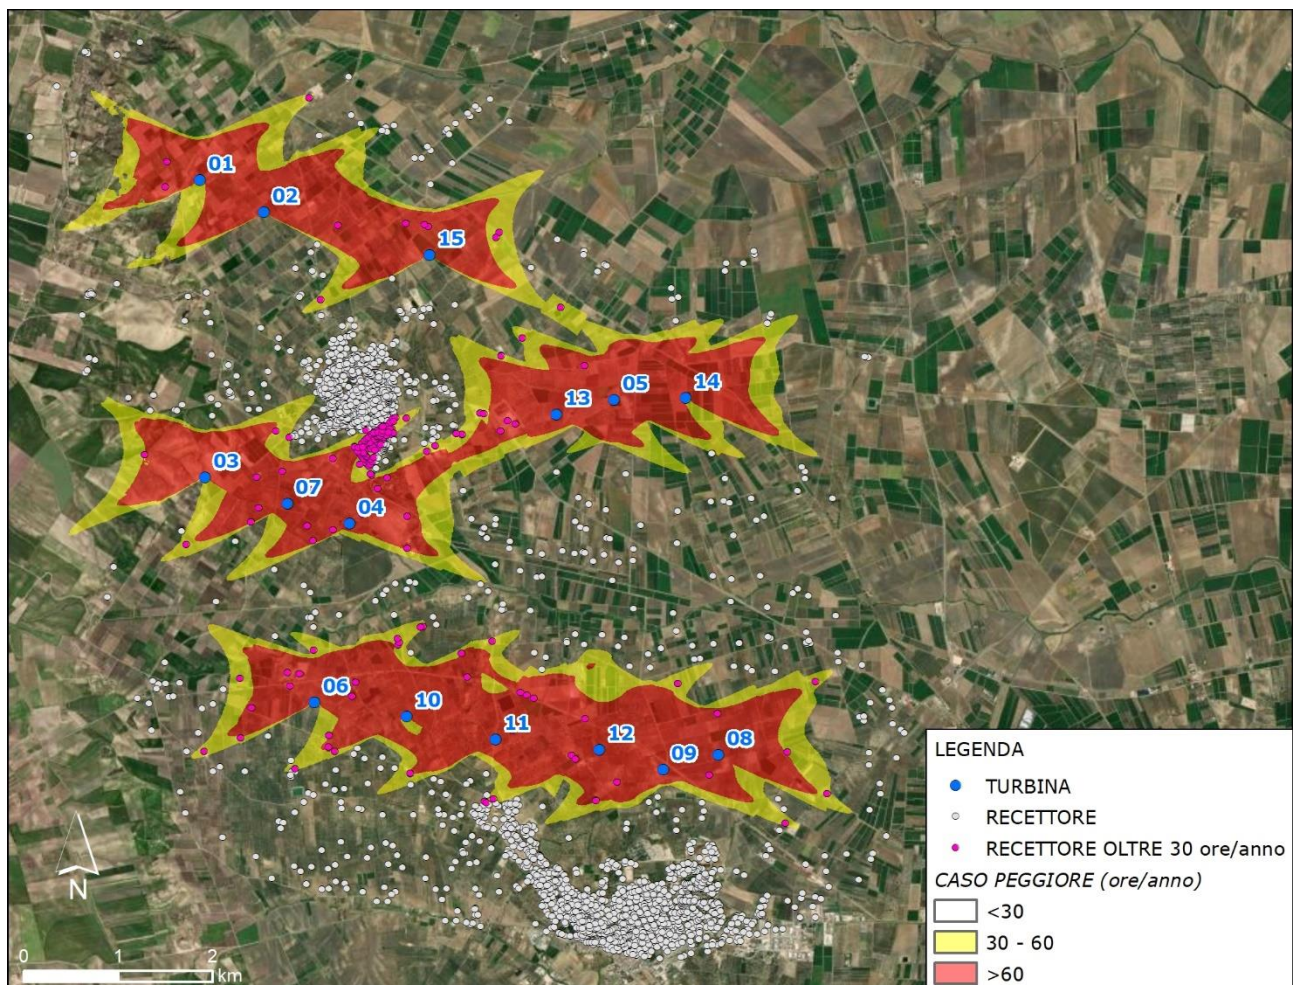 01
02
15
13
05
14
03
07
04
06
10
11
12
09
08
N
0 1 2
km
LEGENDA
TURBINA
RECETTORE
RECETTORE OLTRE 30 ore/anno
CASO PEGGIORE (ore/anno)
<30
30 - 60
>60